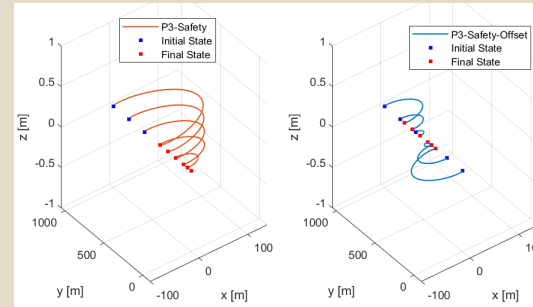 P3-Safety
Initial State
Final State
1
0.5
0
-0.5
-1
z [m]
1000
500
0
y [m]
-100
0
100
x [m]
P3-Safety-Offset
Initial State
Final State
1
0.5
0
-0.5
-1
z [m]
1000
500
0
y [m]
-100
0
10
x [m]